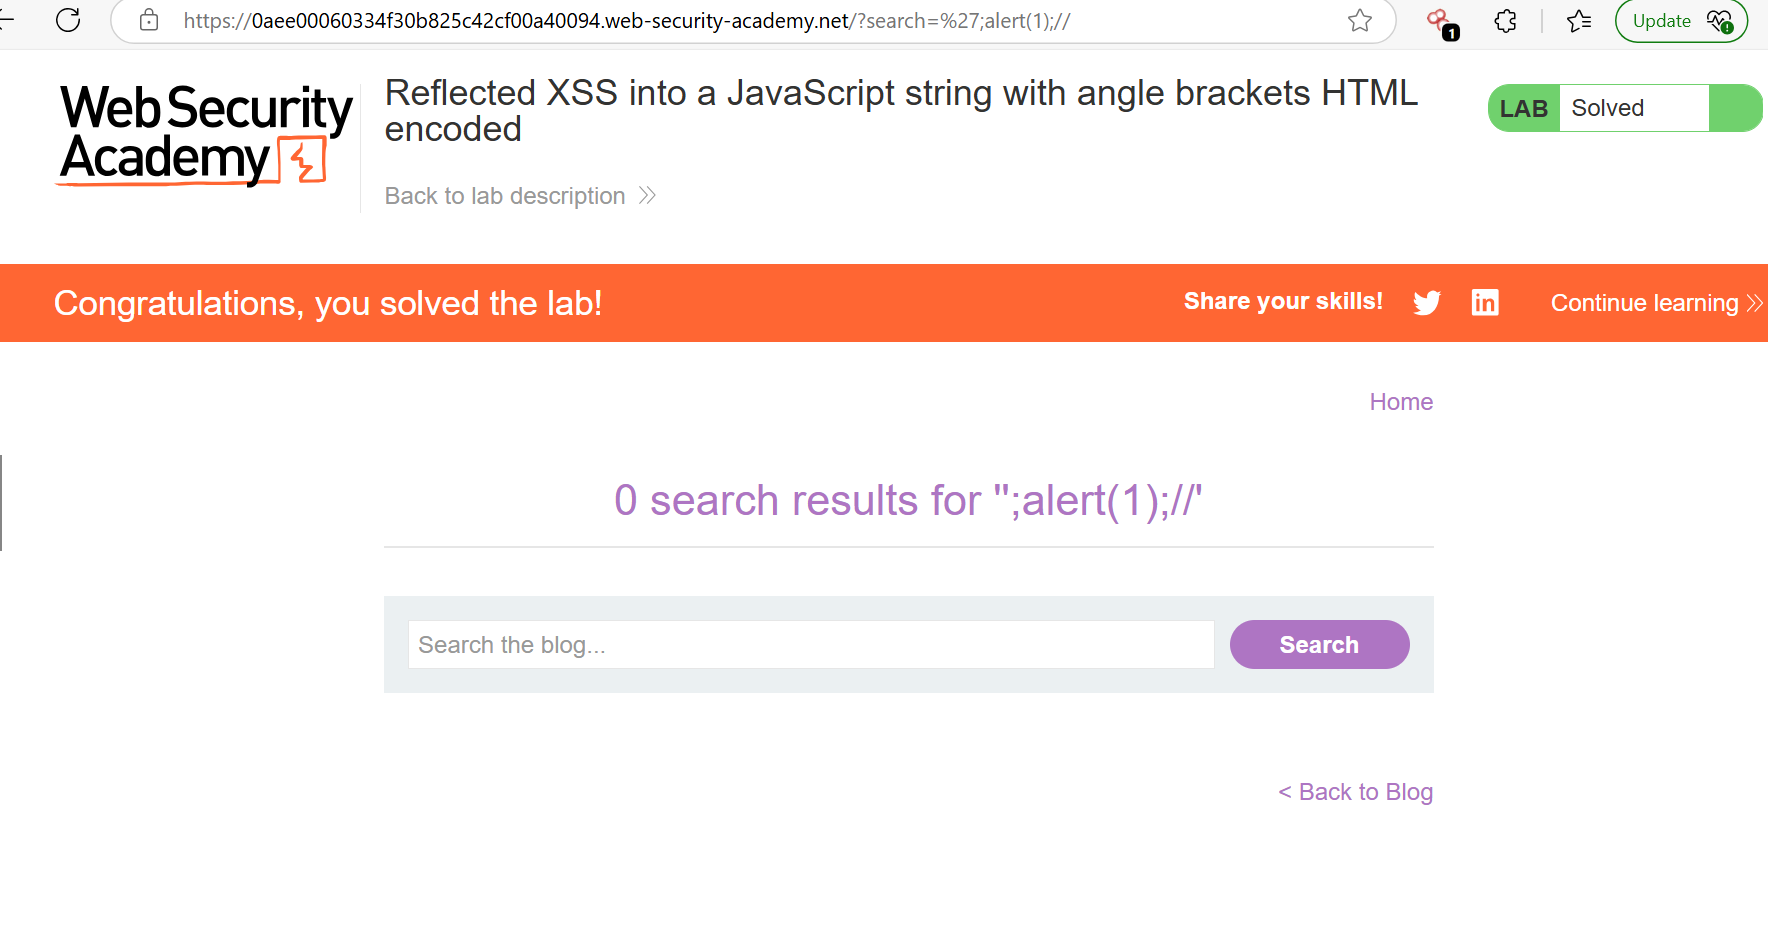 https://0aee00060334f30b825c42cf00a40094.web-security-academy.net/?search=%27;alert(1);//
1
Update
Web Security
Academy
Reflected XSS into a JavaScript string with angle brackets HTML
encoded
LAB Solved
Back to lab description
Congratulations, you solved the lab!
Share your skills!
in
Continue learning
Home
0 search results for '';alert(1);//'
Search the blog...
Search
< Back to Blog